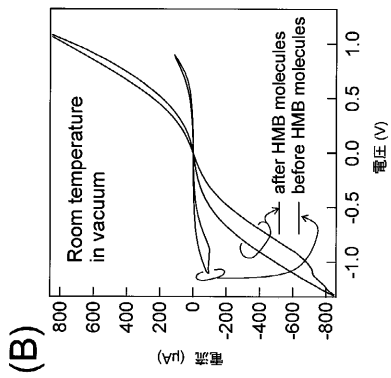 (B)
Room temperature
in vacuum
after HMB molecules
before HMB molecules
電流 (μA)
800
600
400
200
0
-200
-400
-600
-800
-1.0
-0.5
0.0
0.5
1.0
電圧 (V)